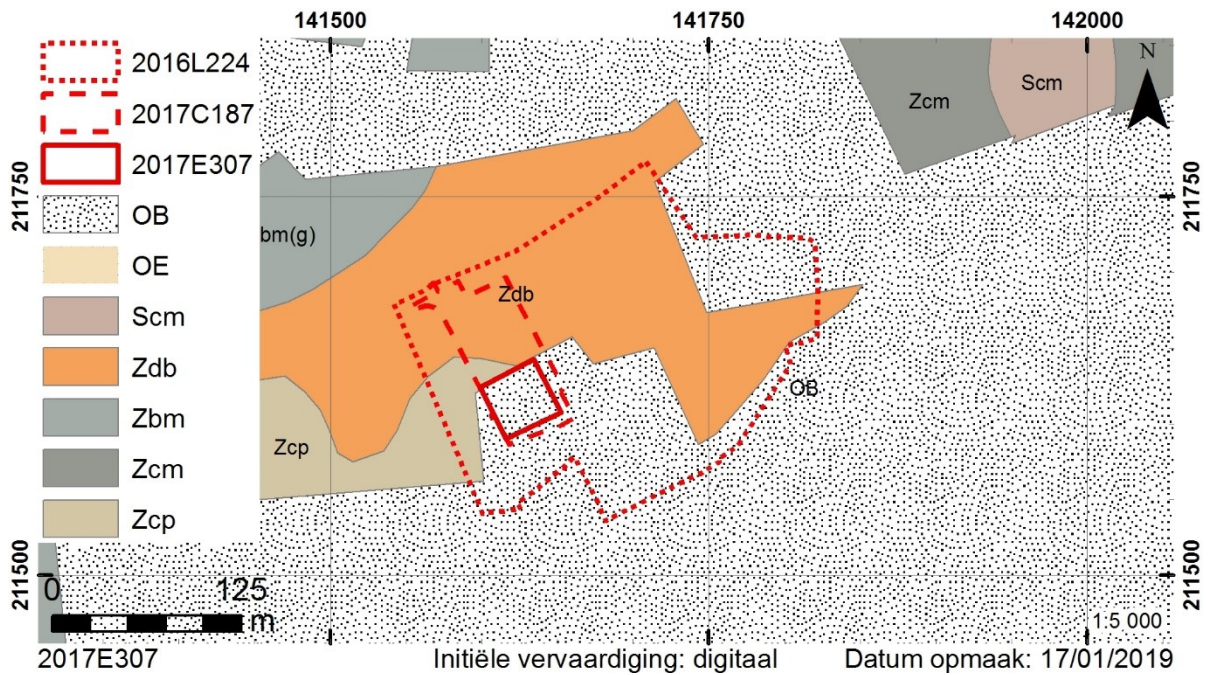 141500 141750 142000
2016L224
2017C187
2017E307
OB
OE
Scm
Zdb
Zbm
Zcm
Zcp
N
Zcm
Scm
211750
211750
bm(g)
Zdb
OB
Zcp
211500
211500
0 125
m
1:5 000
2017E307 Initiële vervaardiging: digitaal Datum opmaak: 17/01/2019